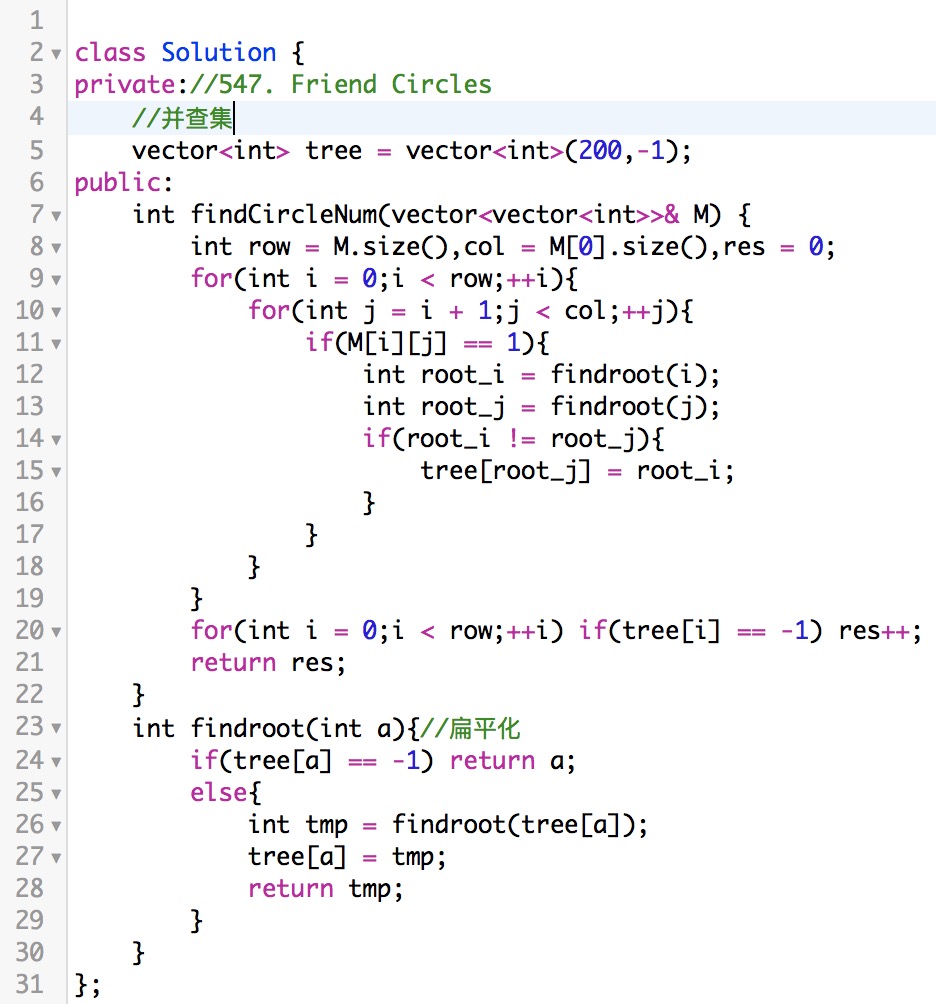 1
2 class Solution {
3 private://547. Friend Circles
4     //并查集
5     vector<int> tree = vector<int>(200,-1);
6 public:
7     int findCircleNum(vector<vector<int>>& M) {
8         int row = M.size(),col = M[0].size(),res = 0;
9         for(int i = 0;i < row;++i){
10             for(int j = i + 1;j < col;++j){
11                 if(M[i][j] == 1){
12                     int root_i = findroot(i);
13                     int root_j = findroot(j);
14                     if(root_i != root_j){
15                         tree[root_j] = root_i;
16                     }
17                 }
18             }
19         }
20         for(int i = 0;i < row;++i) if(tree[i] == -1) res++;
21         return res;
22     }
23     int findroot(int a){//扁平化
24         if(tree[a] == -1) return a;
25         else{
26             int tmp = findroot(tree[a]);
27             tree[a] = tmp;
28             return tmp;
29         }
30     }
31 };